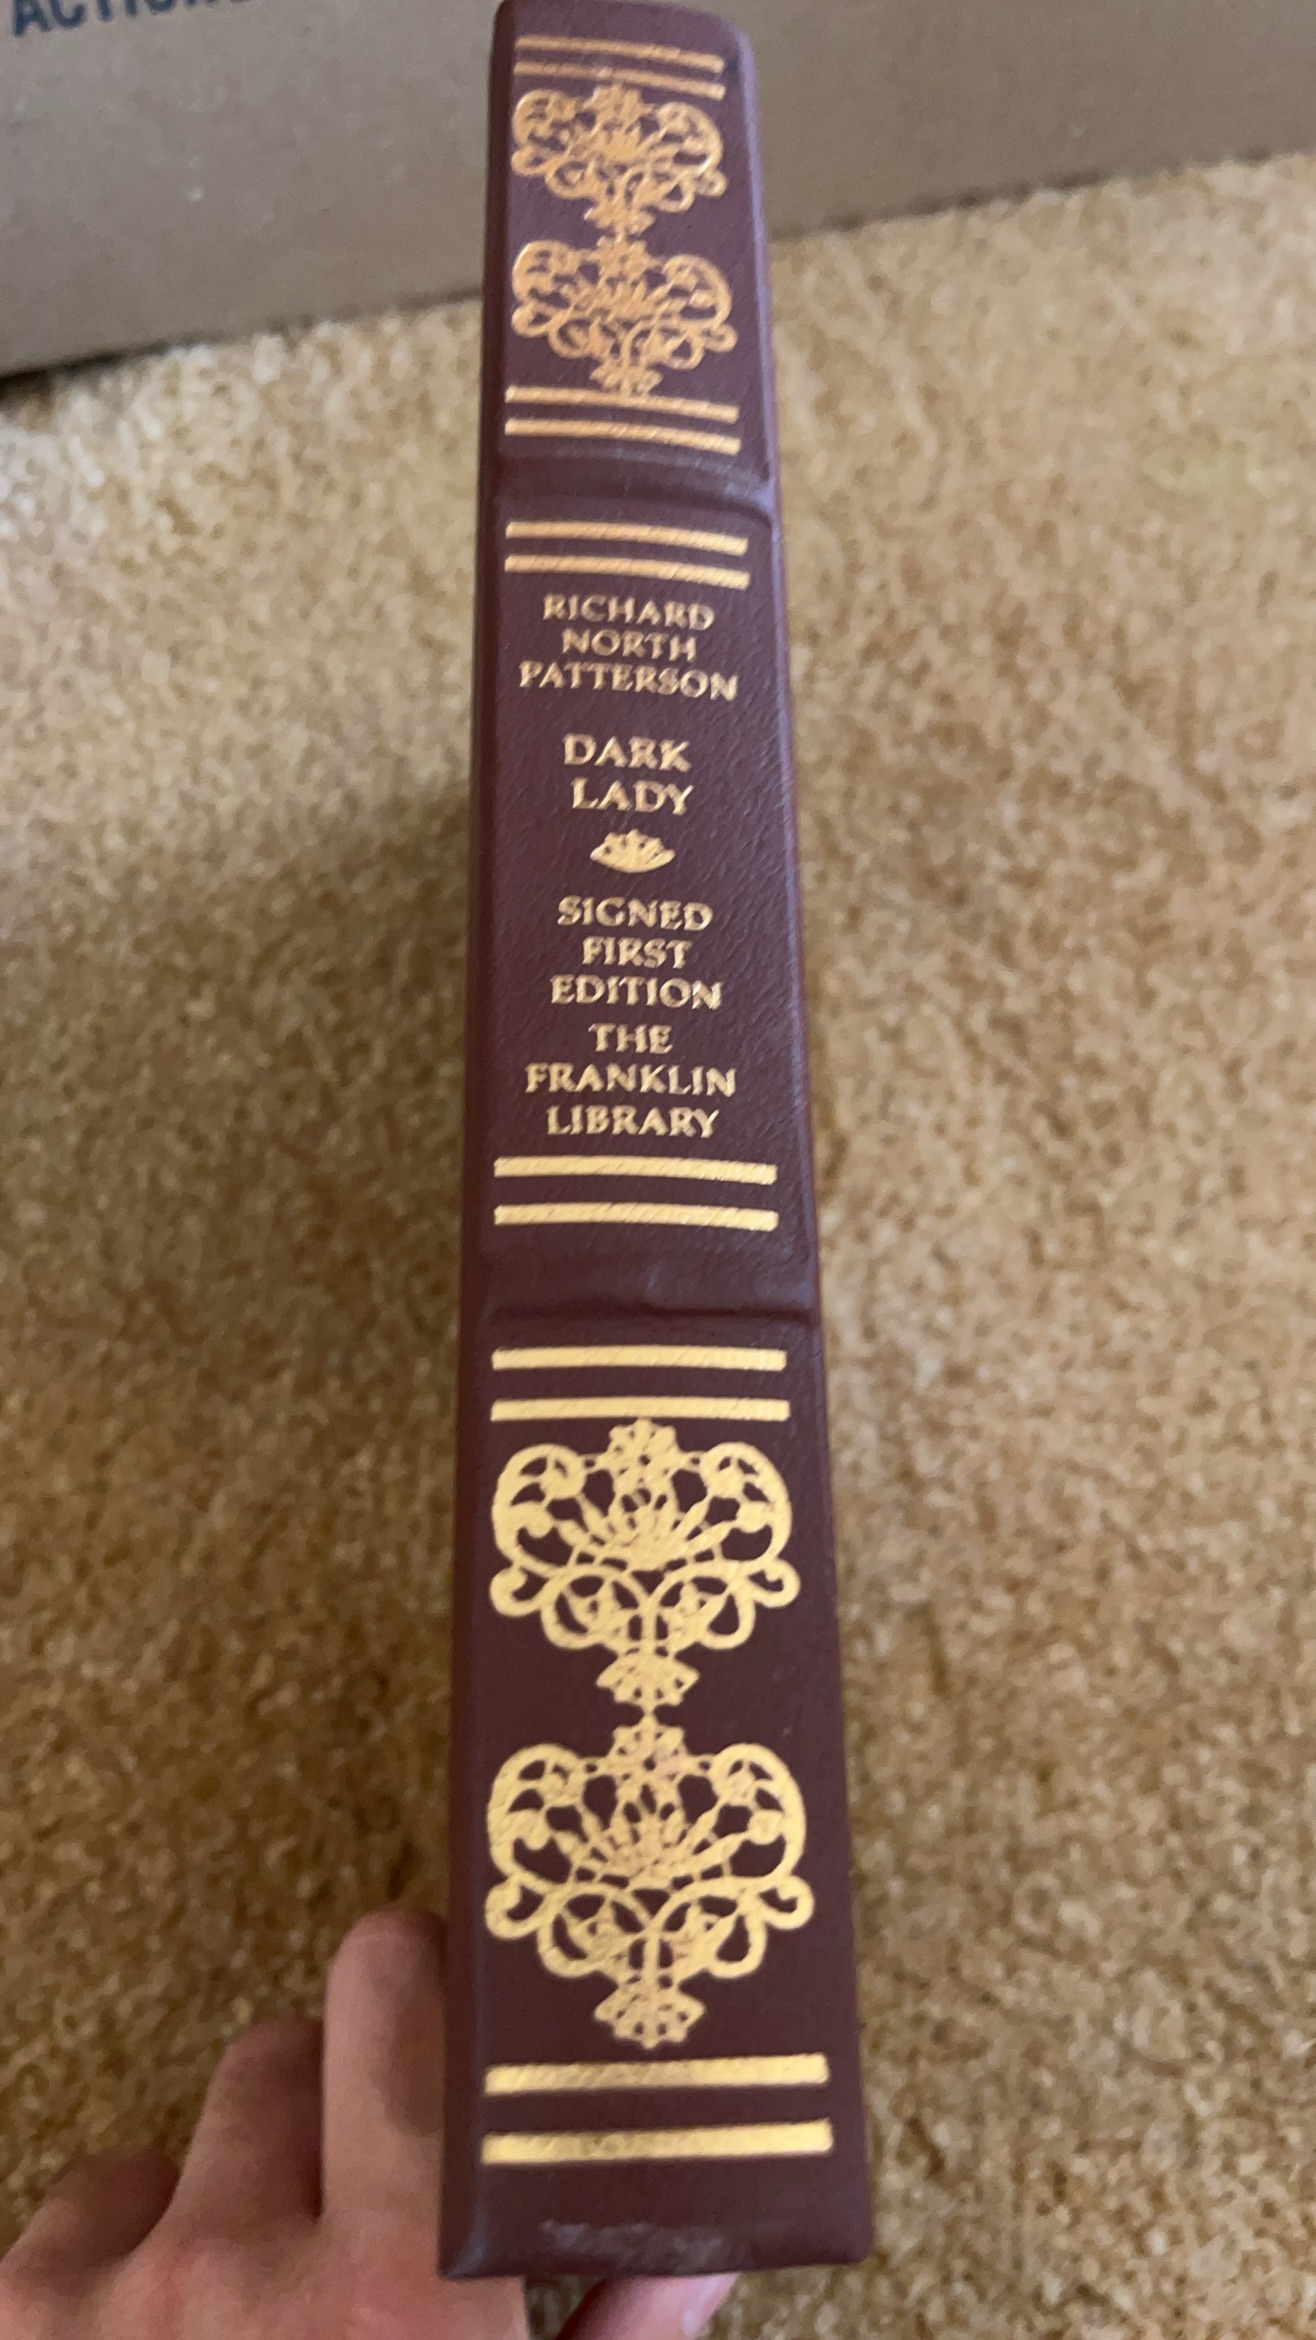 RICHARD
NORTH
PATTERSON
DARK
LADY
SIGNED
FIRST
EDITION
THE
FRANKLIN
LIBRARY